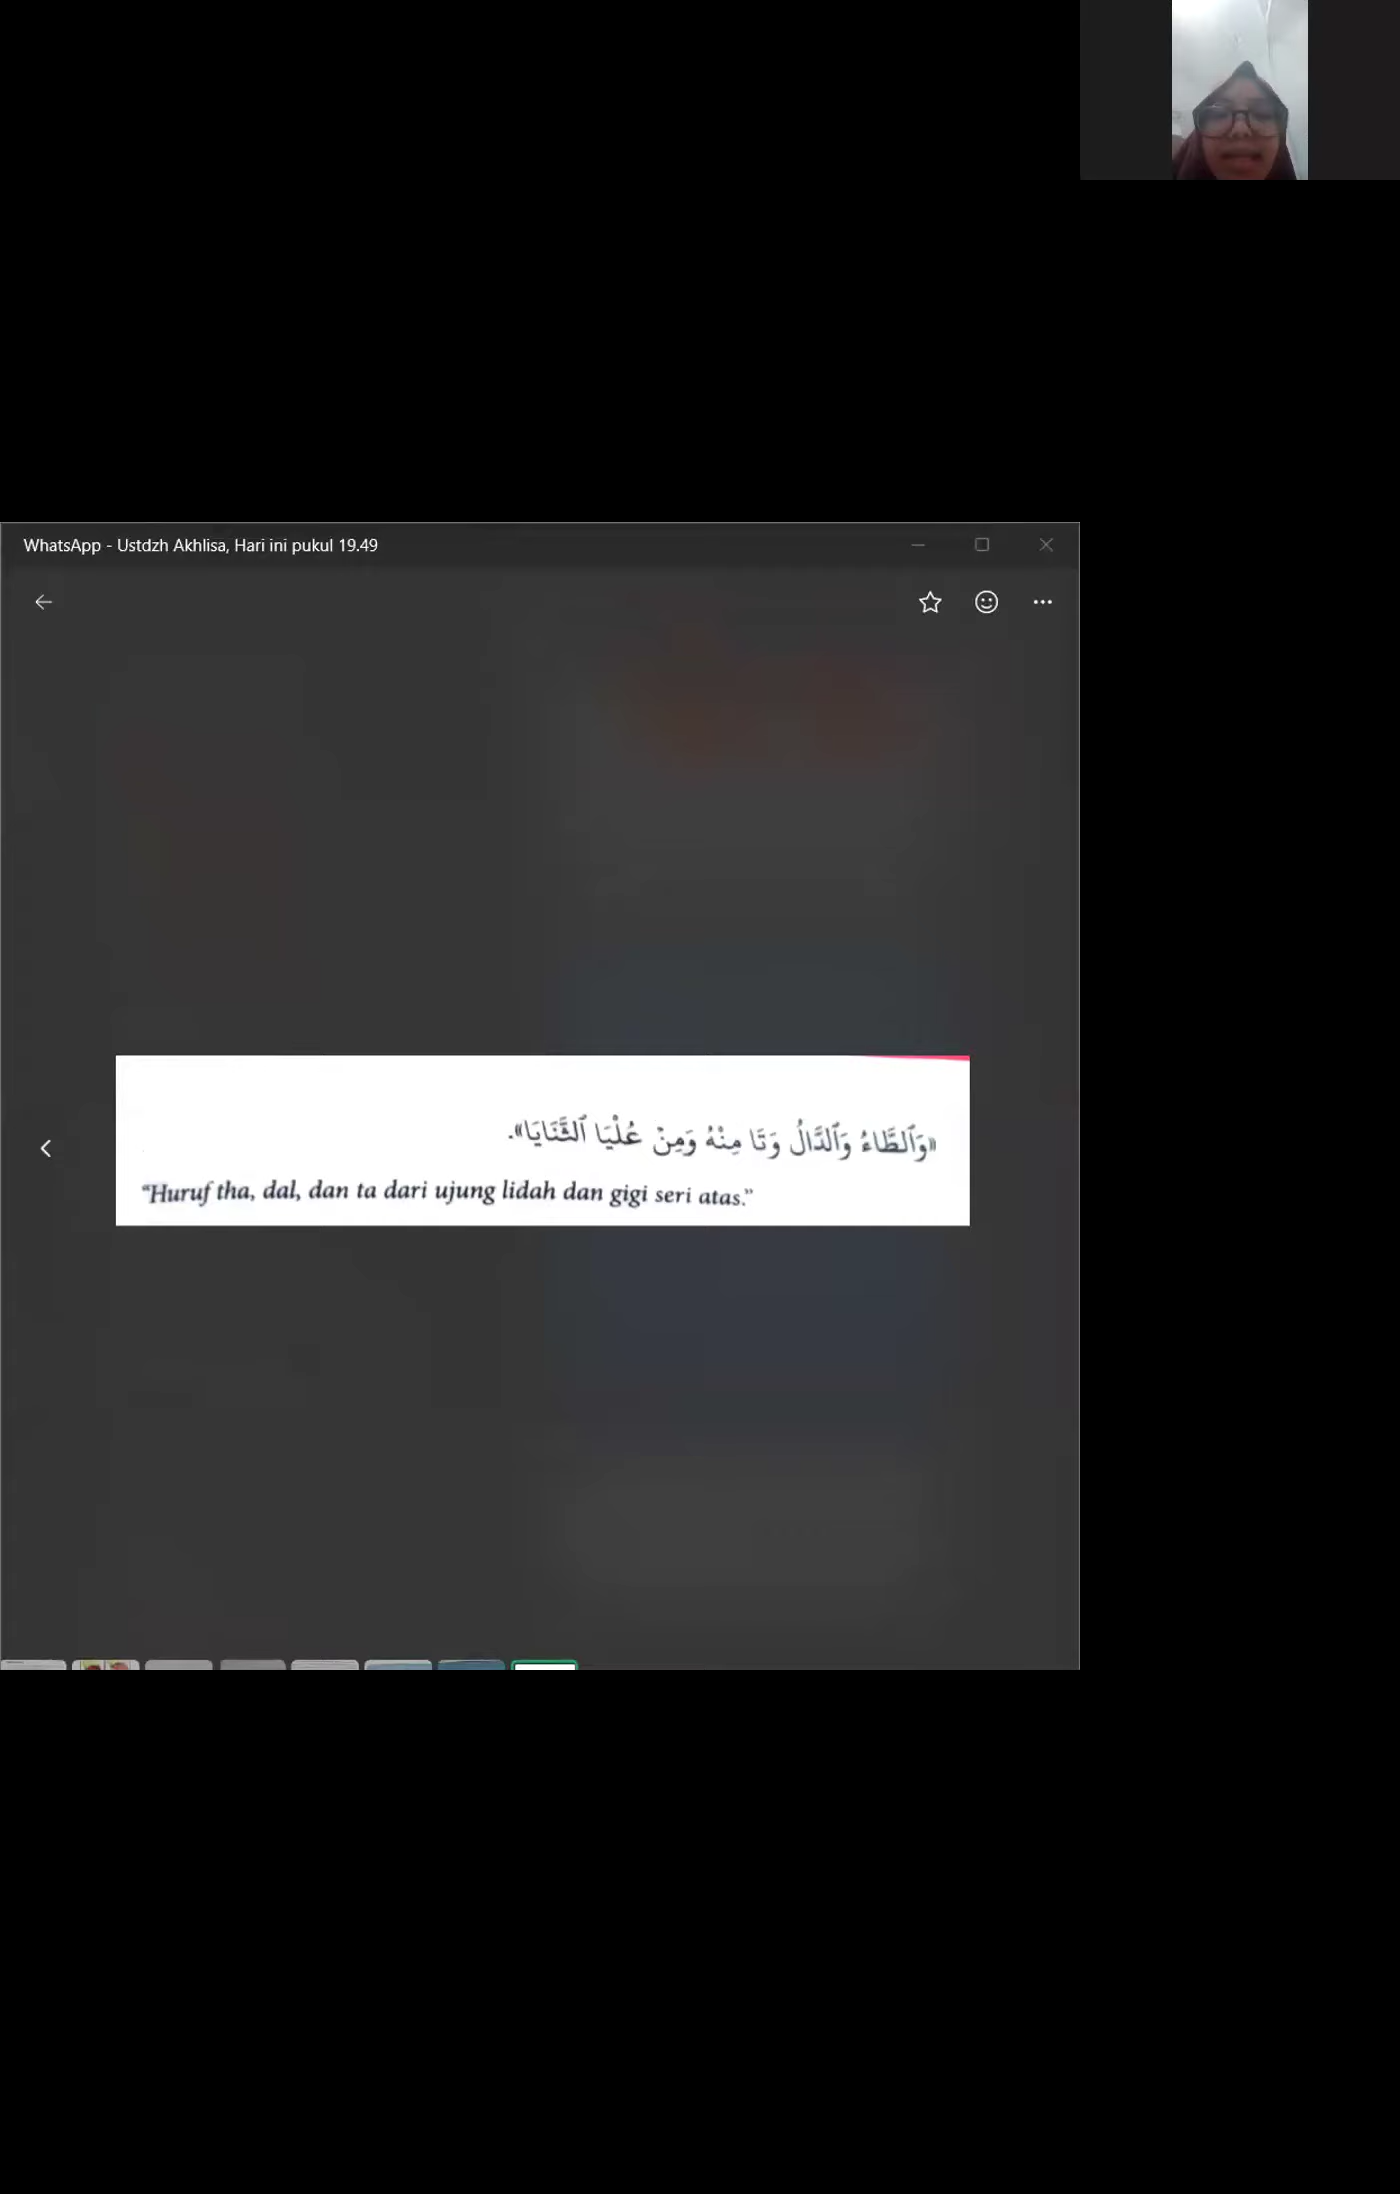 WhatsApp - Ustdzh Akhlisa, Hari ini pukul 19.49
«وَٱلطَّاءُ وَٱلدَّالُ وَتَا مِنْهُ وَمِنْ عُلْيَا ٱلثَّنَايَا».
“Huruf tha, dal, dan ta dari ujung lidah dan gigi seri atas.”